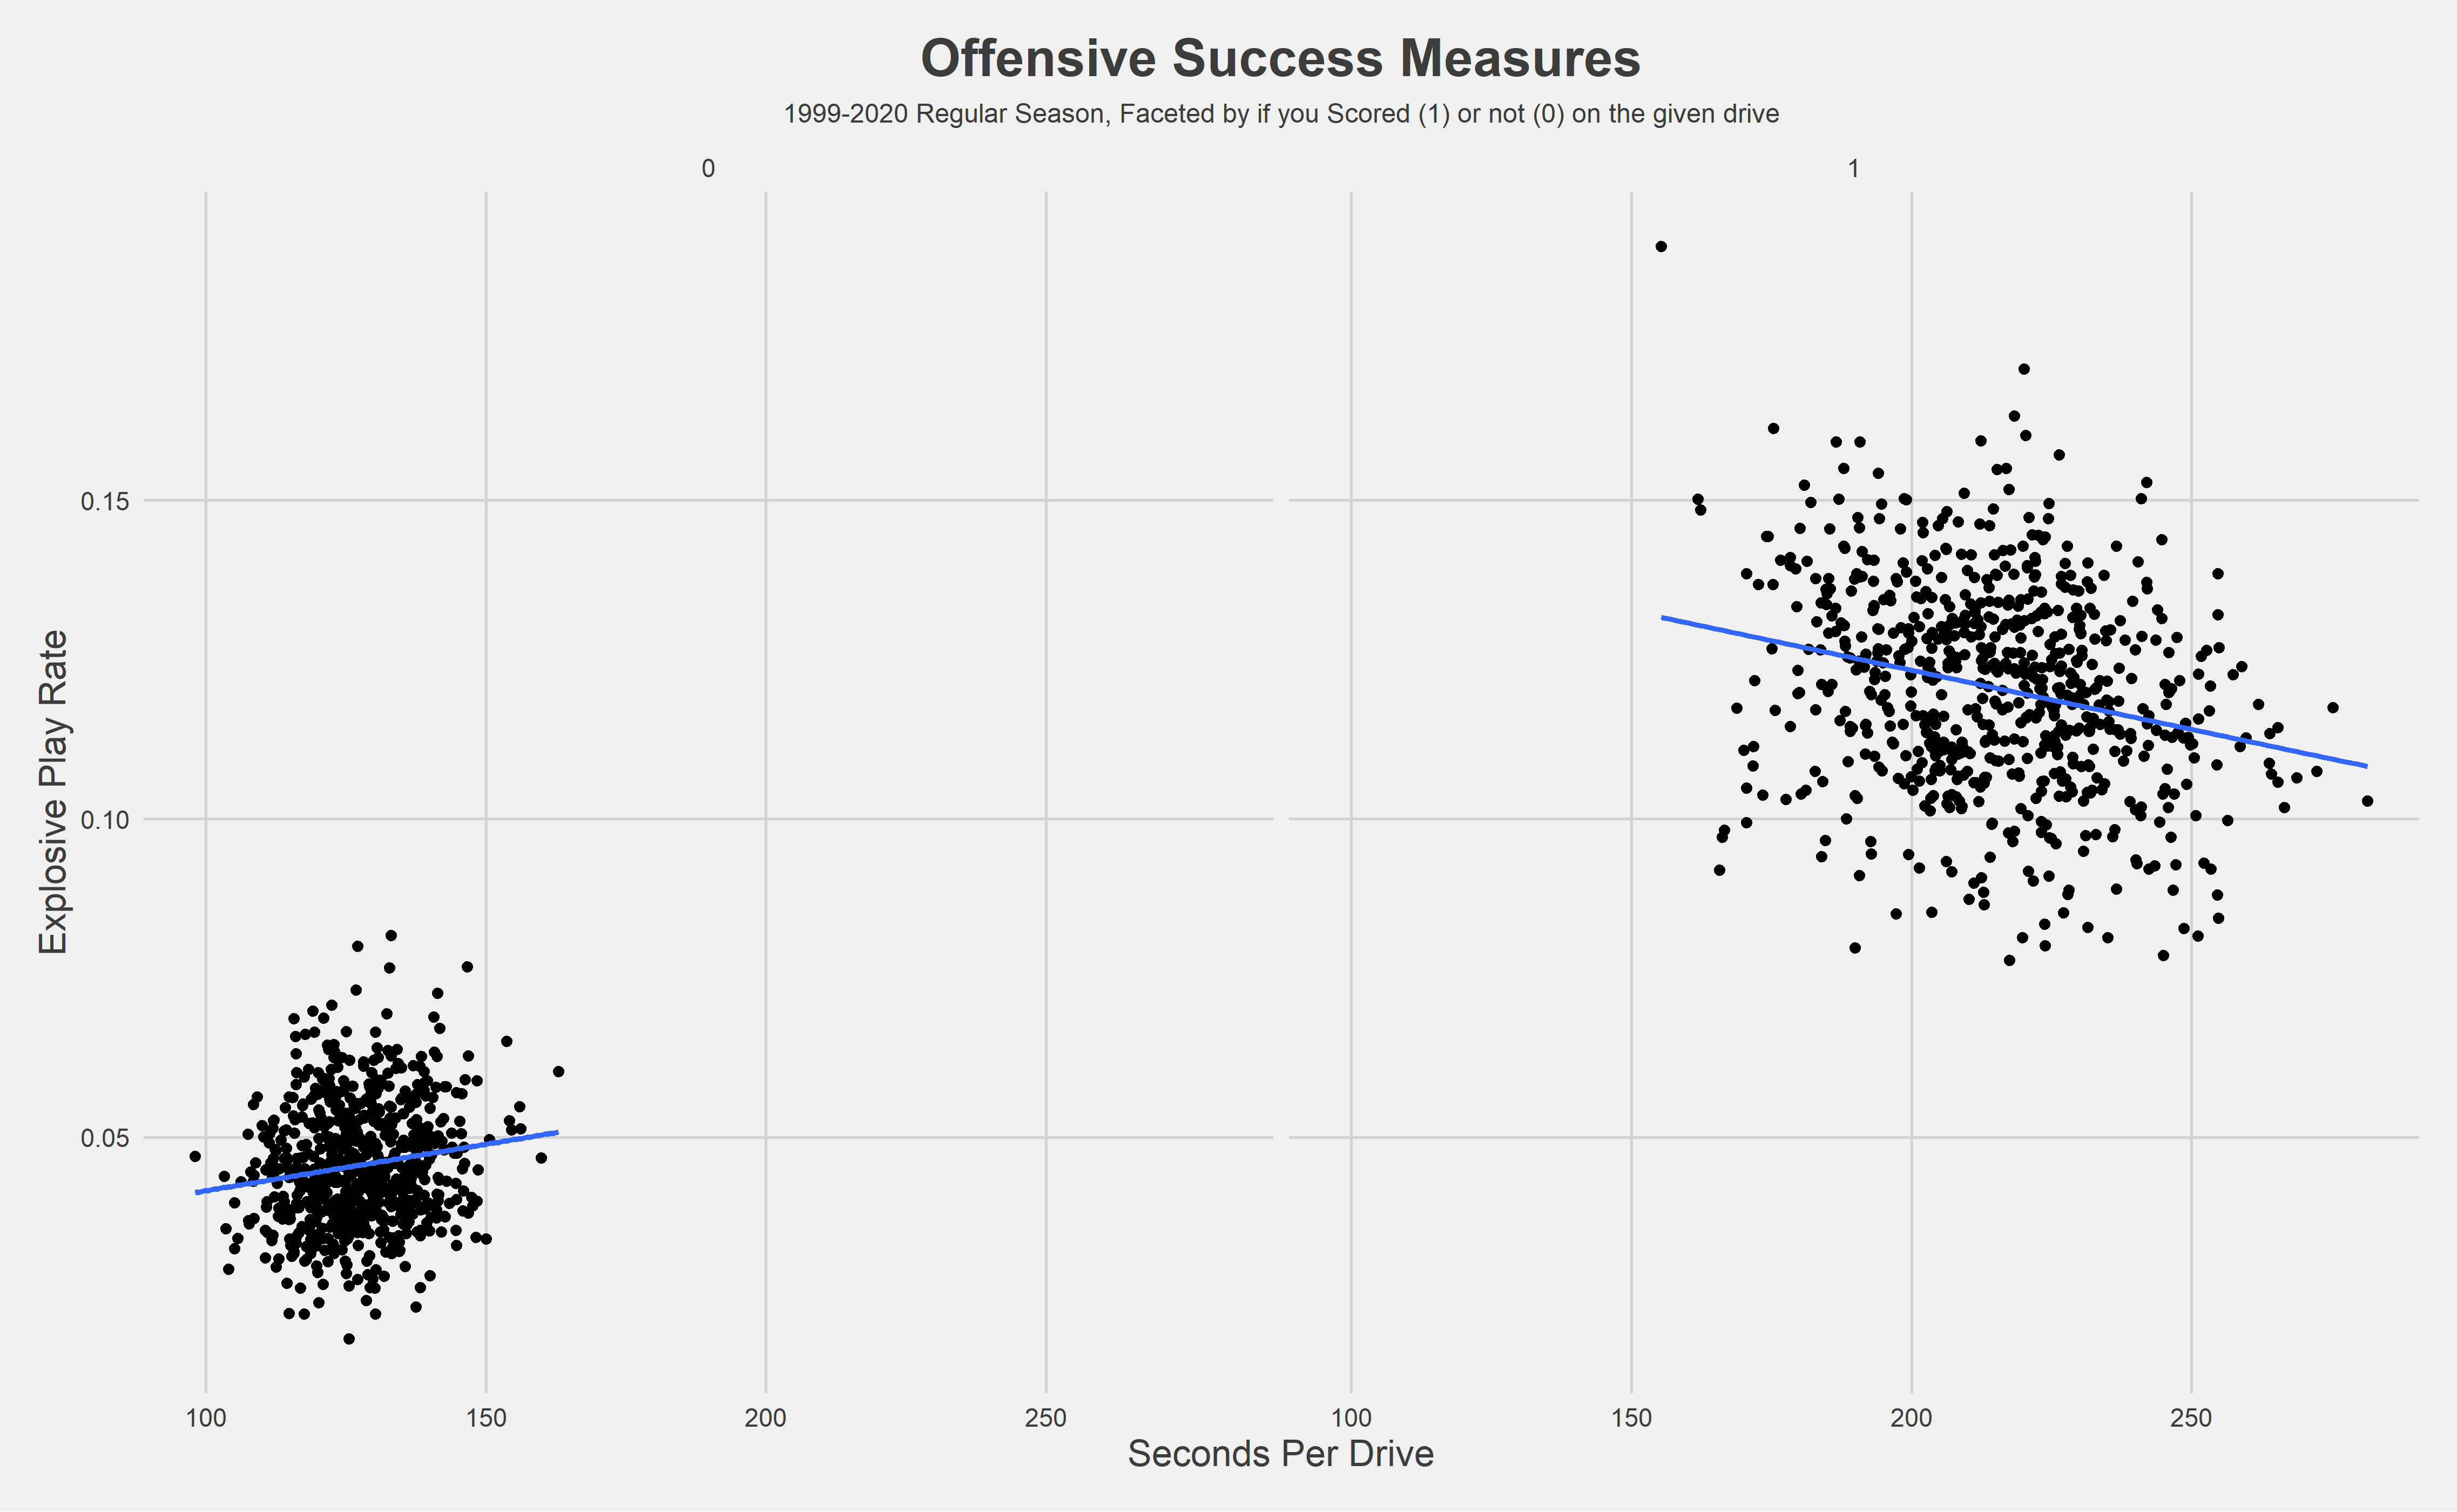 Offensive Success Measures
1999-2020 Regular Season, Faceted by if you Scored (1) or not (0) on the given drive
0 1
0.15
0.10
0.05
Explosive Play Rate
100 150 200 250 100 150 200 250
Seconds Per Drive